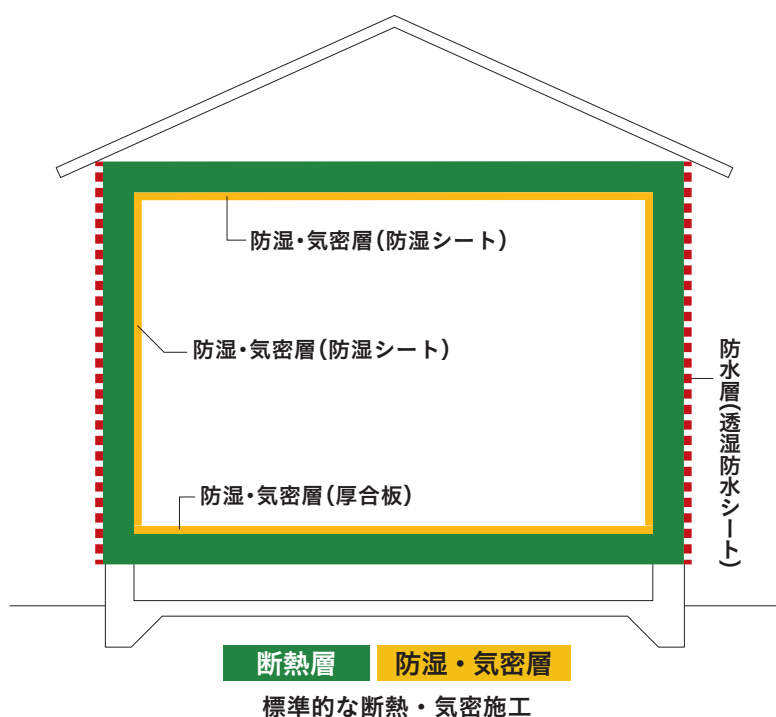 防湿・気密層(防湿シート)
防湿・気密層(防湿シート)
防水層(透湿防水シート)
防湿・気密層(厚合板)
断熱層
防湿・気密層
標準的な断熱・気密施工